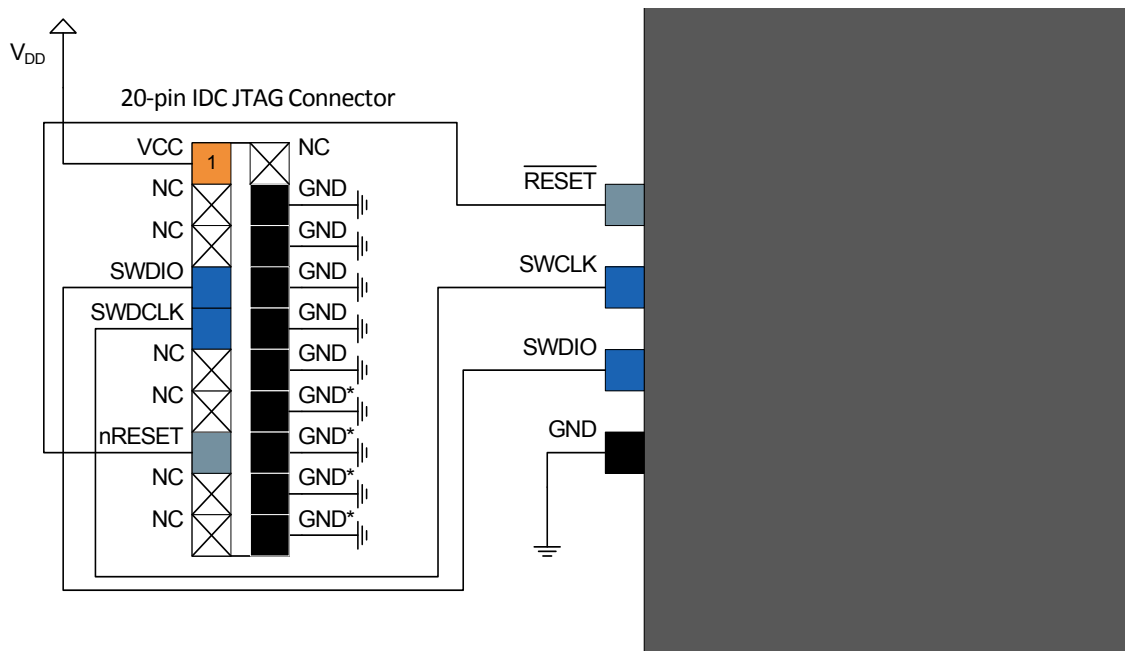 VDD
20-pin IDC JTAG Connector
VCC
1
NC
NC
GND
NC
GND
SWDIO
GND
SWDCLK
GND
NC
GND
NC
GND*
nRESET
GND*
NC
GND*
NC
GND*
RESET
SWCLK
SWDIO
GND